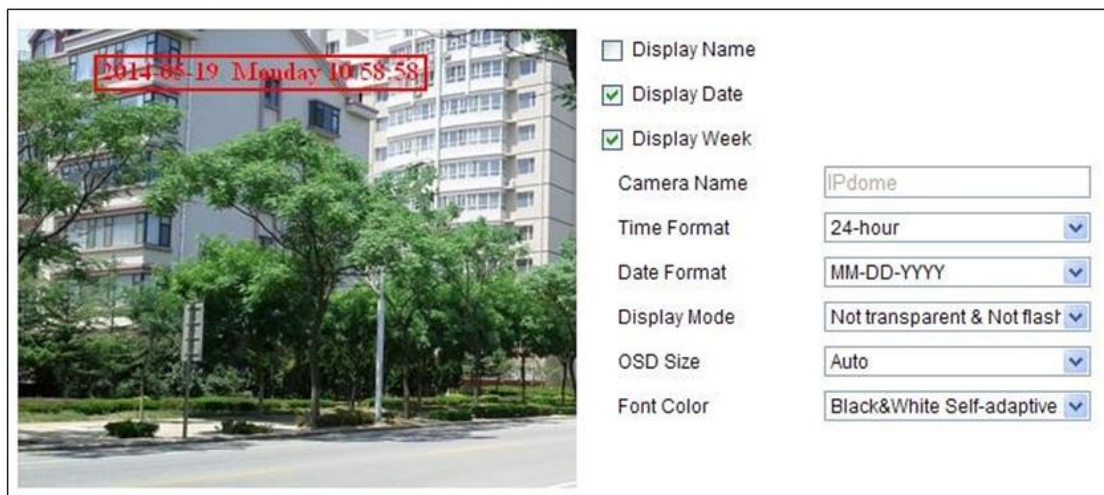 2014-05-19 Monday 10:58:58
Display Name
Display Date
Display Week
Camera Name IPdome
Time Format 24-hour
Date Format MM-DD-YYYY
Display Mode Not transparent & Not flash
OSD Size Auto
Font Color Black&White Self-adaptive